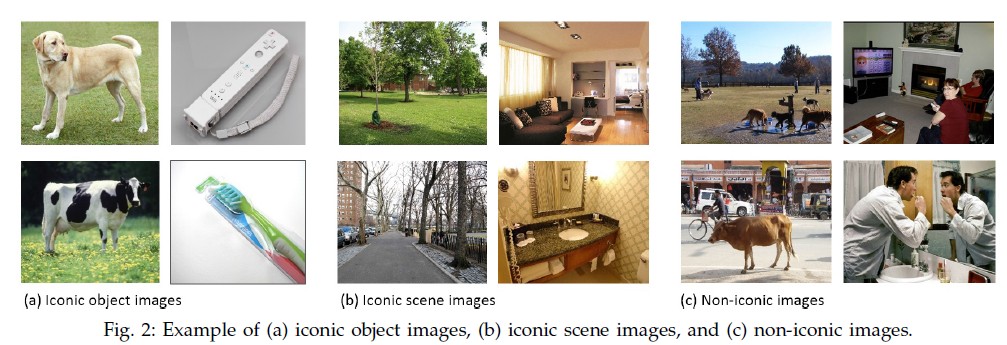 (a) Iconic object images
(b) Iconic scene images
(c) Non-iconic images
Fig. 2: Example of (a) iconic object images, (b) iconic scene images, and (c) non-iconic images.